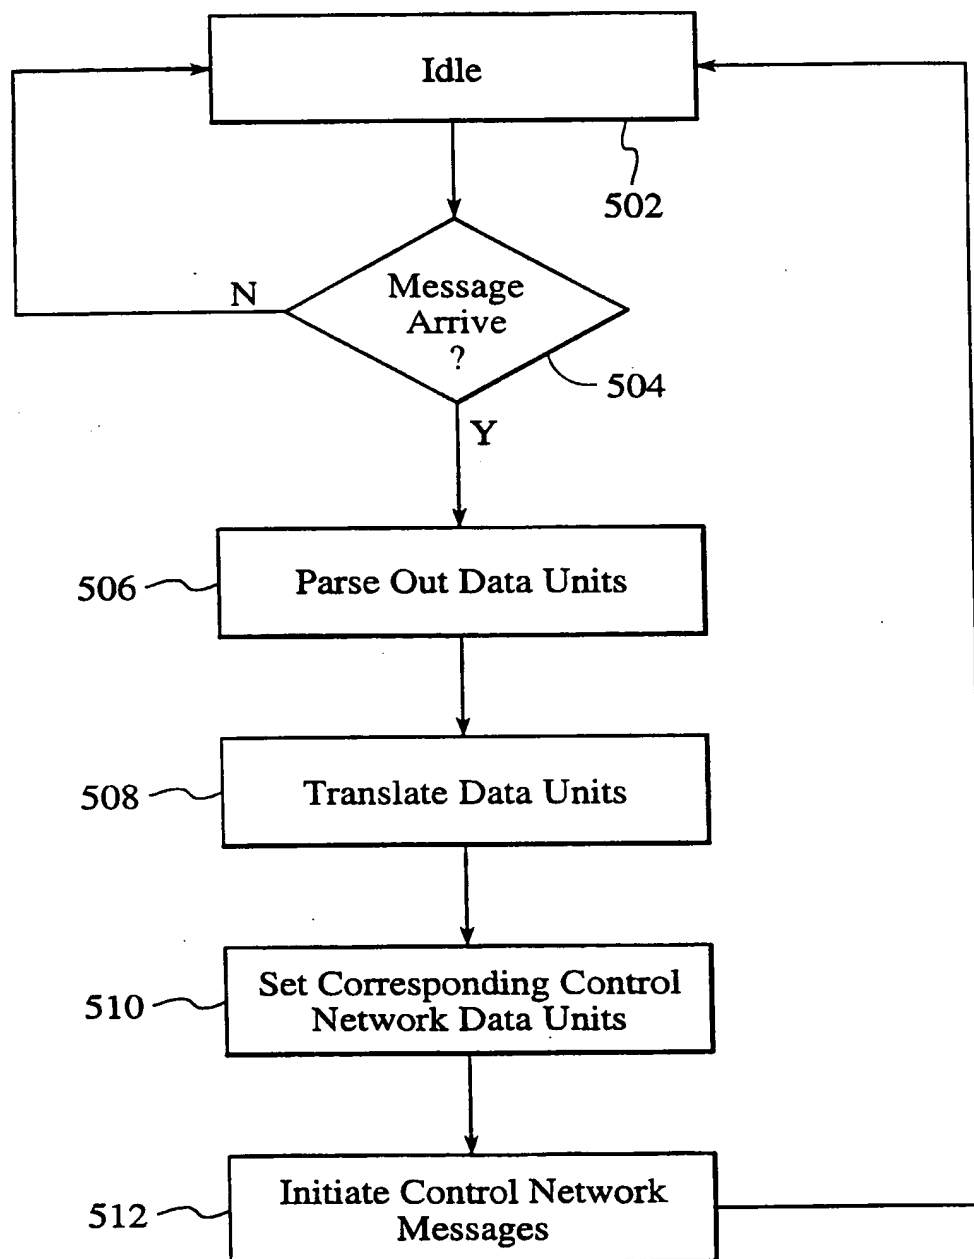 Idle
502
Message
Arrive
?
N
504
Y
506
Parse Out Data Units
508
Translate Data Units
510
Set Corresponding Control
Network Data Units
512
Initiate Control Network
Messages